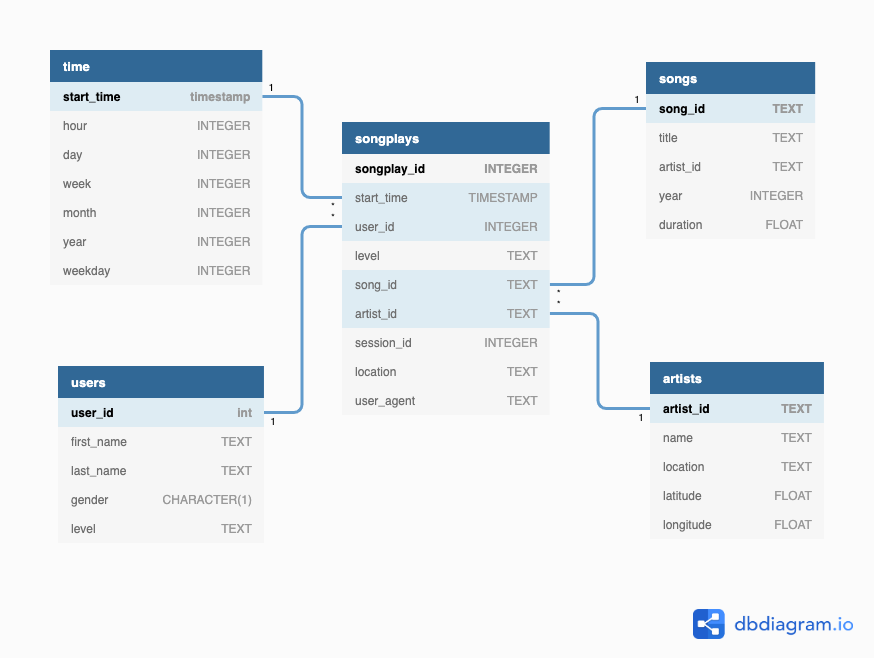 time
start_time timestamp
hour INTEGER
day INTEGER
week INTEGER
month INTEGER
year INTEGER
weekday INTEGER
1
songplays
songplay_id INTEGER
start_time TIMESTAMP
user_id INTEGER
level TEXT
song_id TEXT
artist_id TEXT
session_id INTEGER
location TEXT
user_agent TEXT
*
*
*
*
songs
song_id TEXT
title TEXT
artist_id TEXT
year INTEGER
duration FLOAT
1
users
user_id int
first_name TEXT
last_name TEXT
gender CHARACTER(1)
level TEXT
1
artists
artist_id TEXT
name TEXT
location TEXT
latitude FLOAT
longitude FLOAT
1
dbdiagram.io